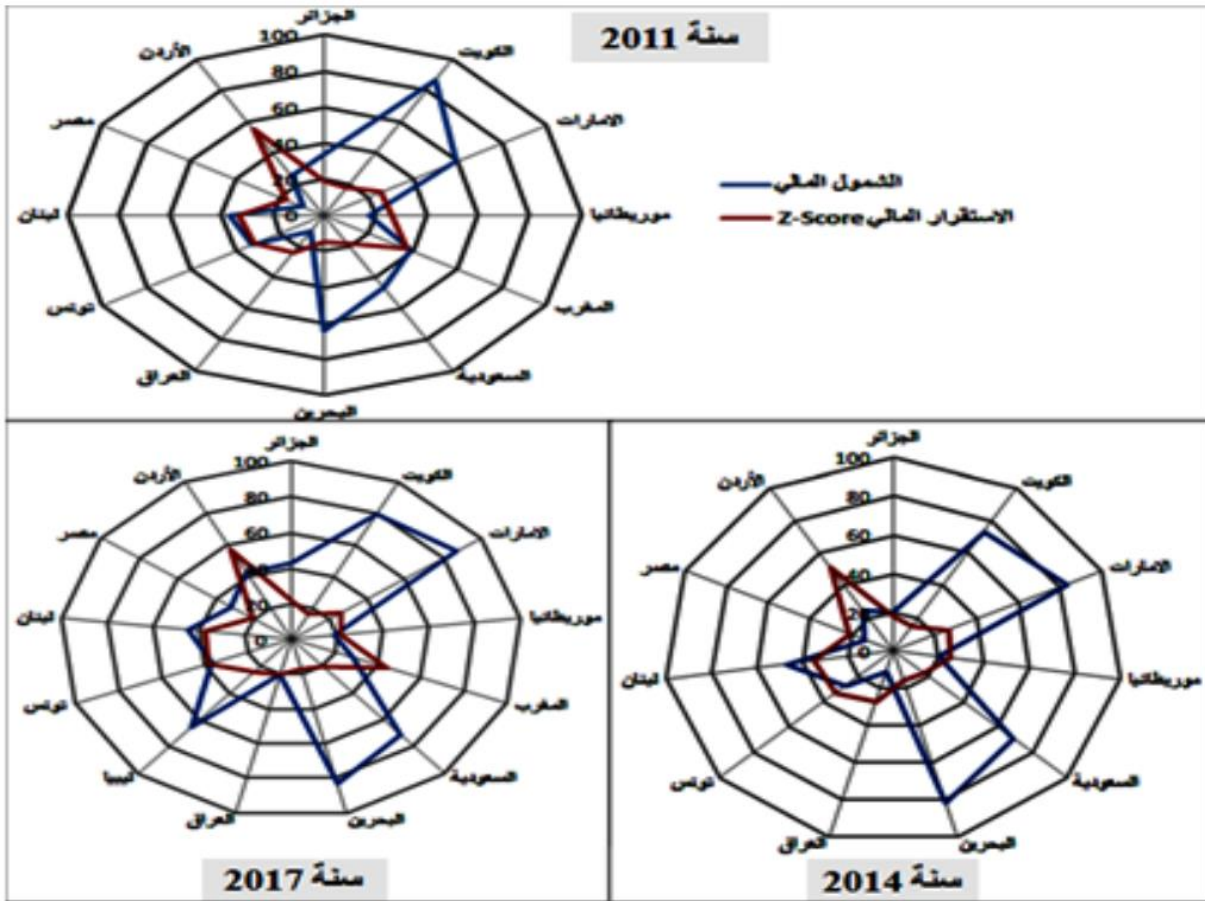 سنة 2011
الجزائر
الكويت
الامارات
موريطانيا
المغرب
السعودية
البحرين
العراق
تونس
لبنان
مصر
الأردن
100
80
60
40
20
0
الشمول المالي
الاستقرار المالي Z-Score
الجزائر
الكويت
الامارات
موريطانيا
السعودية
البحرين
العراق
تونس
لبنان
مصر
الأردن
100
80
60
40
20
0
سنة 2014
الجزائر
الكويت
الامارات
موريطانيا
المغرب
السعودية
البحرين
العراق
ليبيا
تونس
لبنان
مصر
الأردن
100
80
60
40
20
0
سنة 2017